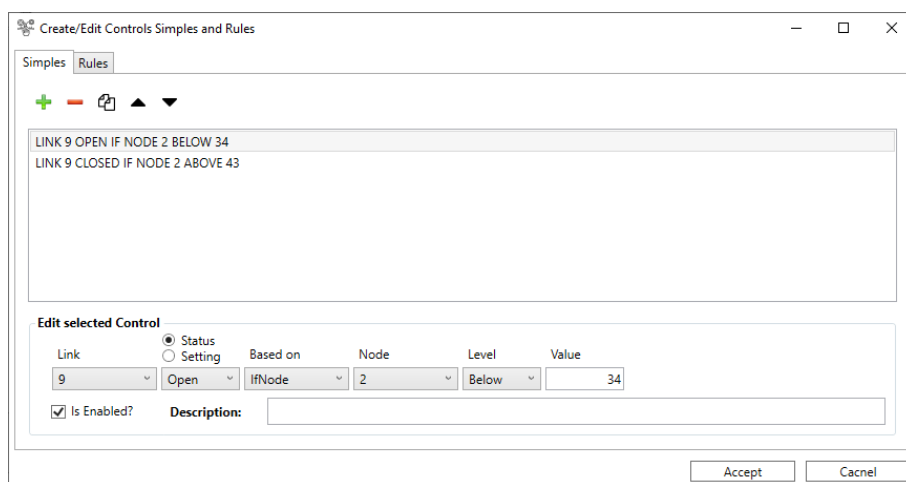 Create/Edit Controls Simples and Rules
Simples Rules
LINK 9 OPEN IF NODE 2 BELOW 34
LINK 9 CLOSED IF NODE 2 ABOVE 43
Edit selected Control
Status
Link Setting Based on Node Level Value
9 Open IfNode 2 Below 34
Is Enabled? Description:
Accept Cacnel